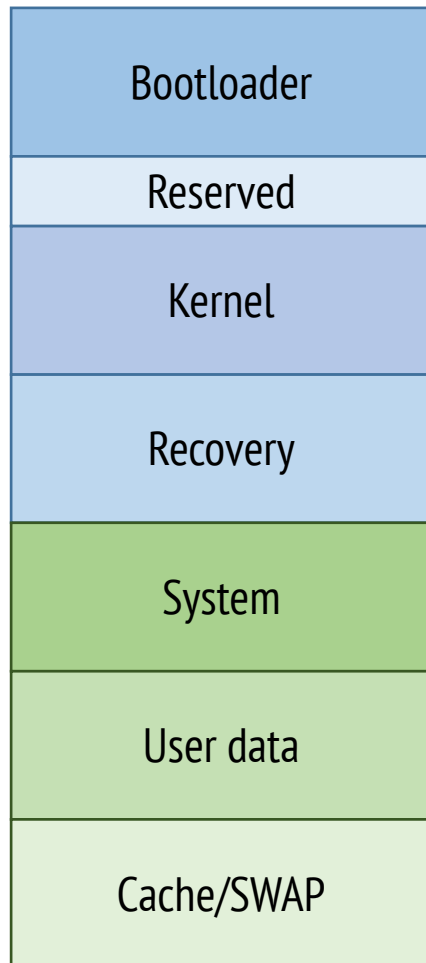 Bootloader
Reserved
Kernel
Recovery
System
User data
Cache/SWAP